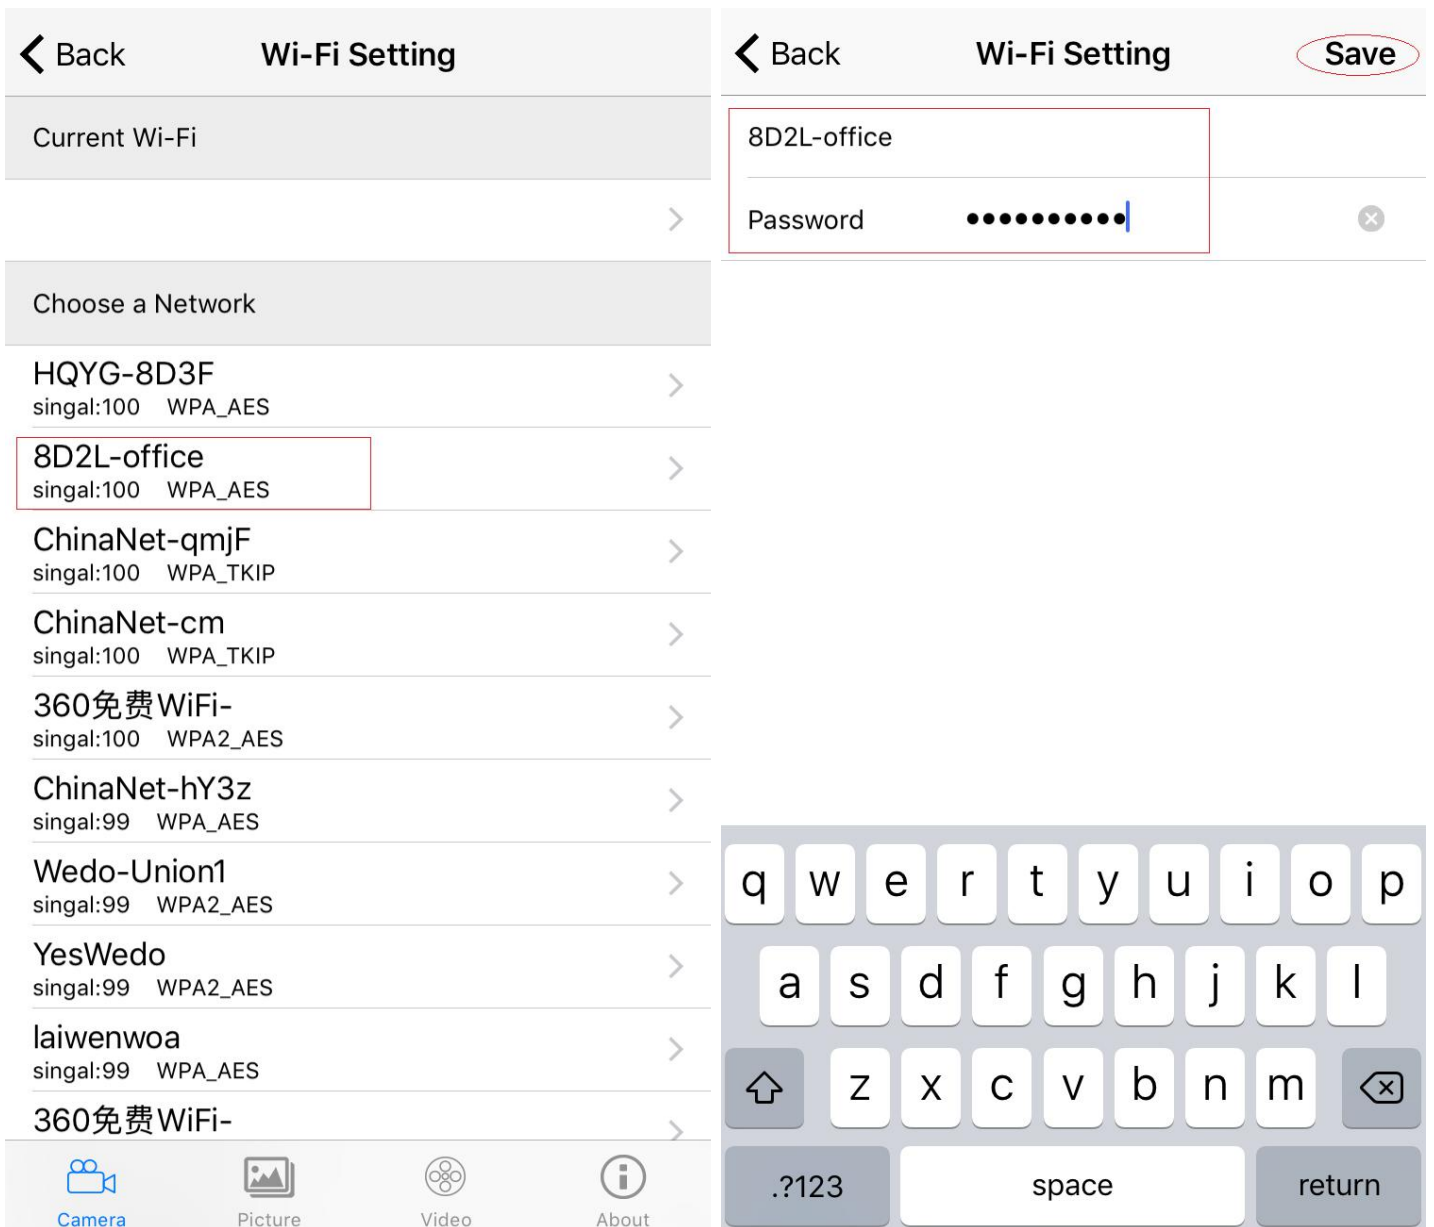 Back Wi-Fi Setting
Current Wi-Fi
Choose a Network
HQYG-8D3F
singal:100 WPA_AES
8D2L-office
singal:100 WPA_AES
ChinaNet-qmjF
singal:100 WPA_TKIP
ChinaNet-cm
singal:100 WPA_TKIP
360免费WiFi-
singal:100 WPA2_AES
ChinaNet-hY3z
singal:99 WPA_AES
Wedo-Union1
singal:99 WPA2_AES
YesWedo
singal:99 WPA2_AES
laiwenwoa
singal:99 WPA_AES
360免费WiFi-
Camera Picture Video About
Back Wi-Fi Setting Save
8D2L-office
Password ••••••••••
q w e r t y u i o p
a s d f g h j k l
z x c v b n m
.?123 space return